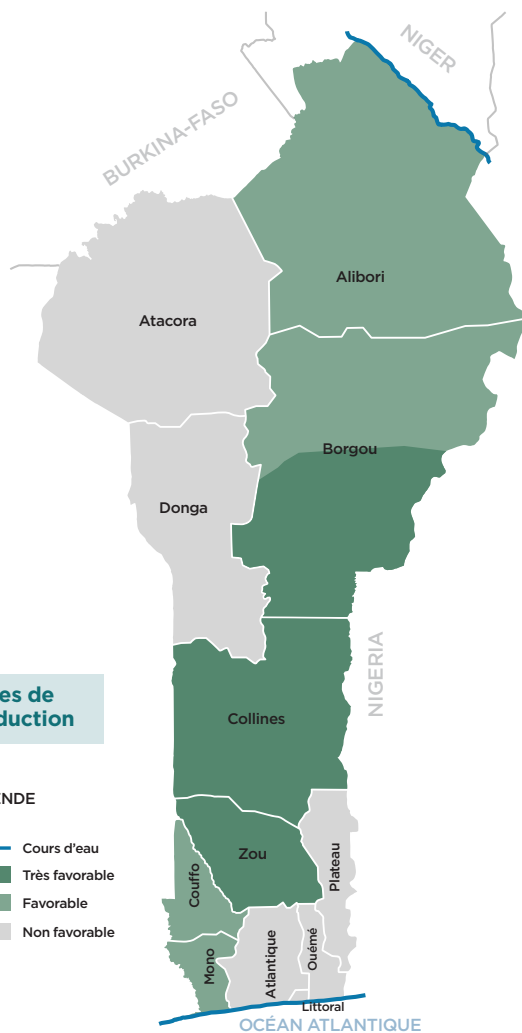 NIGER
BURKINA-FASO
Alibori
Atacora
Borgou
Donga
NIGERIA
Collines
Zou
Plateau
Couffo
Mono
Atlantique
Ouémé
Littoral
OCÉAN ATLANTIQUE
es de
duction
ENDE
Cours d'eau
Très favorable
Favorable
Non favorable